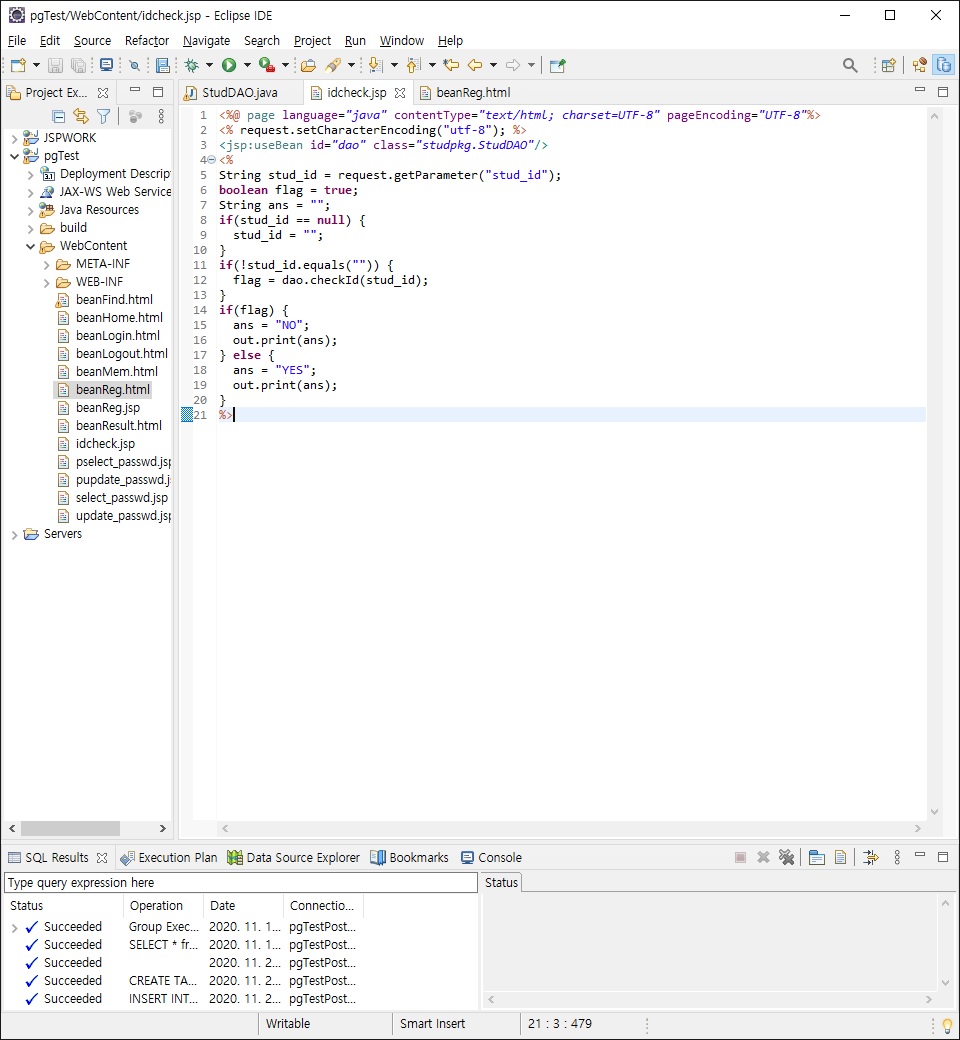 pgTest/WebContent/idcheck.jsp - Eclipse IDE
File Edit Source Refactor Navigate Search Project Run Window Help
Project Ex...
StudDAO.java
idcheck.jsp
beanReg.html
JSPWORK
pgTest
Deployment Descrip
JAX-WS Web Service
Java Resources
build
WebContent
META-INF
WEB-INF
beanFind.html
beanHome.html
beanLogin.html
beanLogout.html
beanMem.html
beanReg.html
beanReg.jsp
beanResult.html
idcheck.jsp
pselect_passwd.jsp
pupdate_passwd.j
select_passwd.jsp
update_passwd.jsp
Servers
1 <%@ page language="java" contentType="text/html; charset=UTF-8" pageEncoding="UTF-8"%>
2 <% request.setCharacterEncoding("utf-8"); %>
3 <jsp:useBean id="dao" class="studpkg.StudDAO"/>
4 <%
5 String stud_id = request.getParameter("stud_id");
6 boolean flag = true;
7 String ans = "";
8 if(stud_id == null) {
9   stud_id = "";
10 }
11 if(!stud_id.equals("")) {
12   flag = dao.checkId(stud_id);
13 }
14 if(flag) {
15   ans = "NO";
16   out.print(ans);
17 } else {
18   ans = "YES";
19   out.print(ans);
20 }
21 %>
SQL Results Execution Plan Data Source Explorer Bookmarks Console
Type query expression here
Status
Status Operation Date Connectio...
Succeeded Group Exec... 2020. 11. 1... pgTestPost...
Succeeded SELECT * fr... 2020. 11. 1... pgTestPost...
Succeeded 2020. 11. 2... pgTestPost...
Succeeded CREATE TA... 2020. 11. 2... pgTestPost...
Succeeded INSERT INT... 2020. 11. 2... pgTestPost...
Writable Smart Insert 21 : 3 : 479